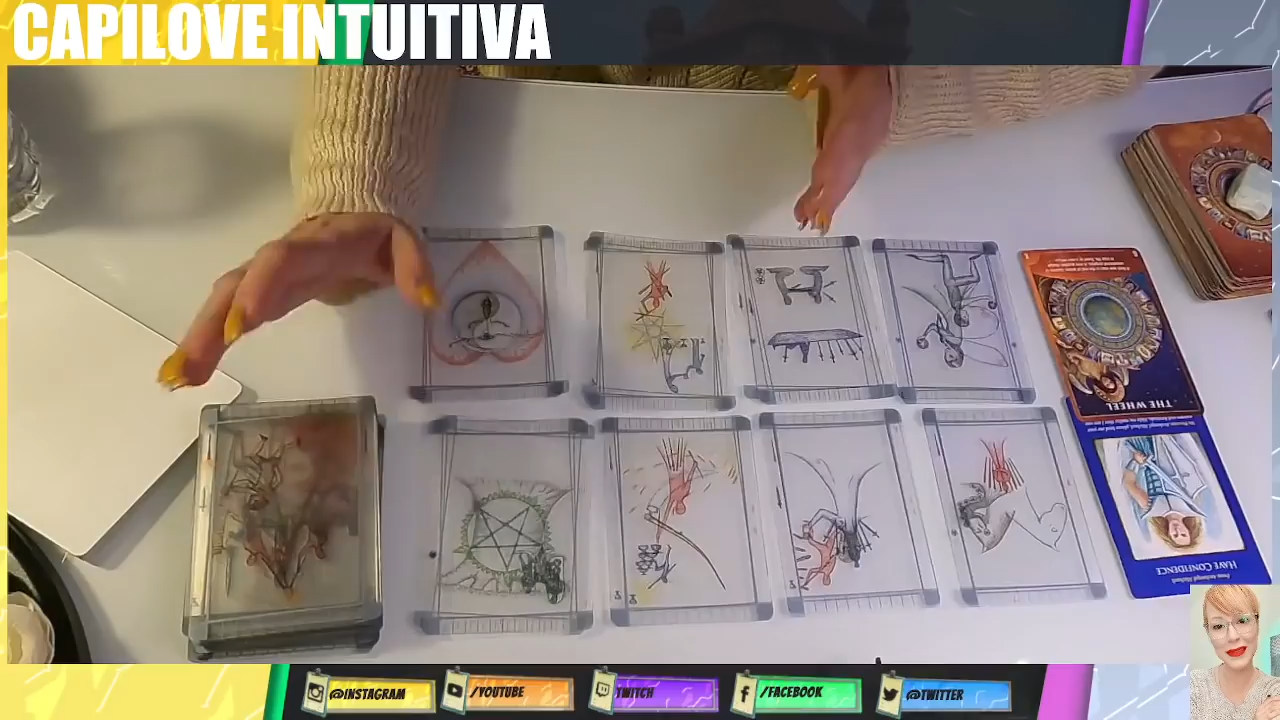 CAPILOVE INTUITIVA
THE WHEEL
HAVE CONFIDENCE
@INSTAGRAM
/YOUTUBE
TWITCH
/FACEBOOK
@TWITTER